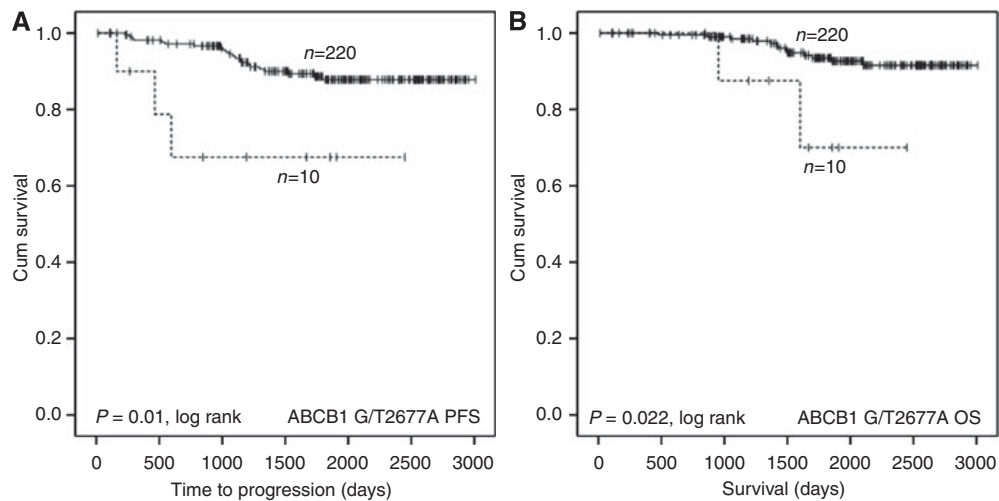 A
Cum survival
1.0
0.8
0.6
0.4
0.2
0.0
n=220
n=10
P = 0.01, log rank
ABCB1 G/T2677A PFS
0 500 1000 1500 2000 2500 3000
Time to progression (days)
B
Cum survival
1.0
0.8
0.6
0.4
0.2
0.0
n=220
n=10
P = 0.022, log rank
ABCB1 G/T2677A OS
0 500 1000 1500 2000 2500 3000
Survival (days)